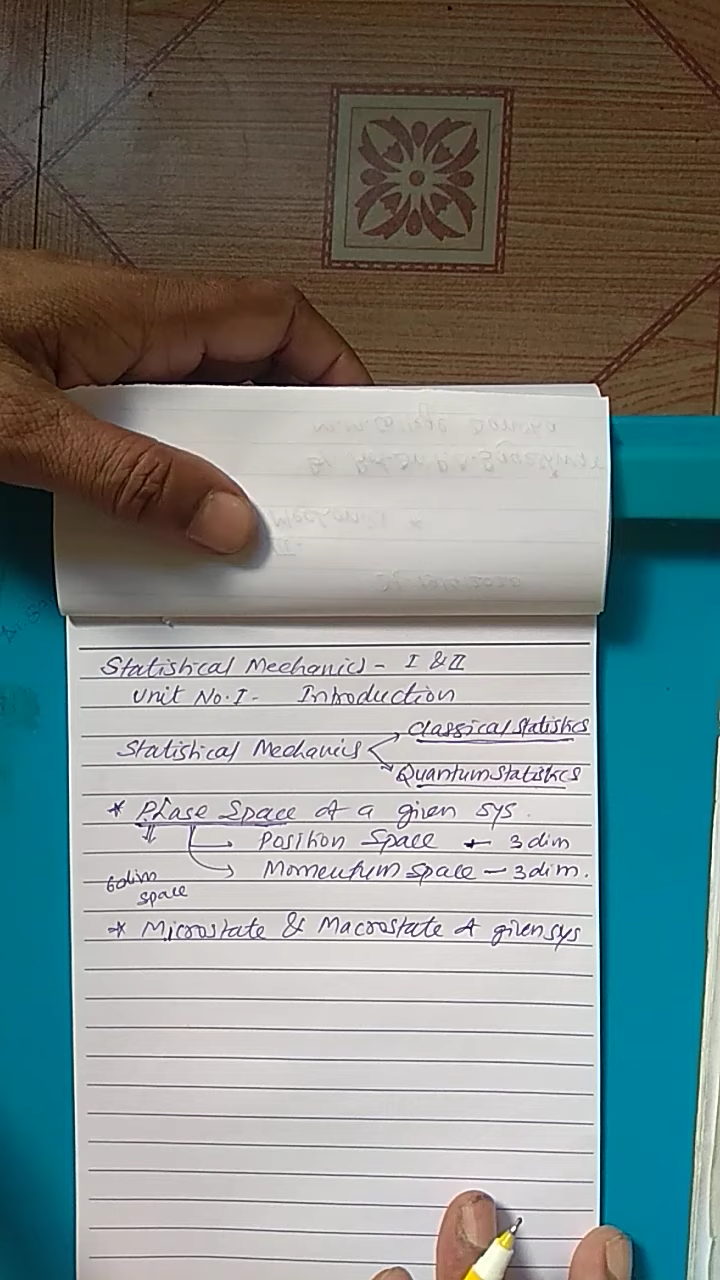 Statistical Mechanics - I & II
Unit No. I - Introduction
Statistical Mechanics
Classical Statistics
Quantum Statistics
* Phase Space of a given sys.
Position Space - 3 dim
Momentum Space - 3 dim.
6 dim
space
* Microstate & Macrostate of given sys